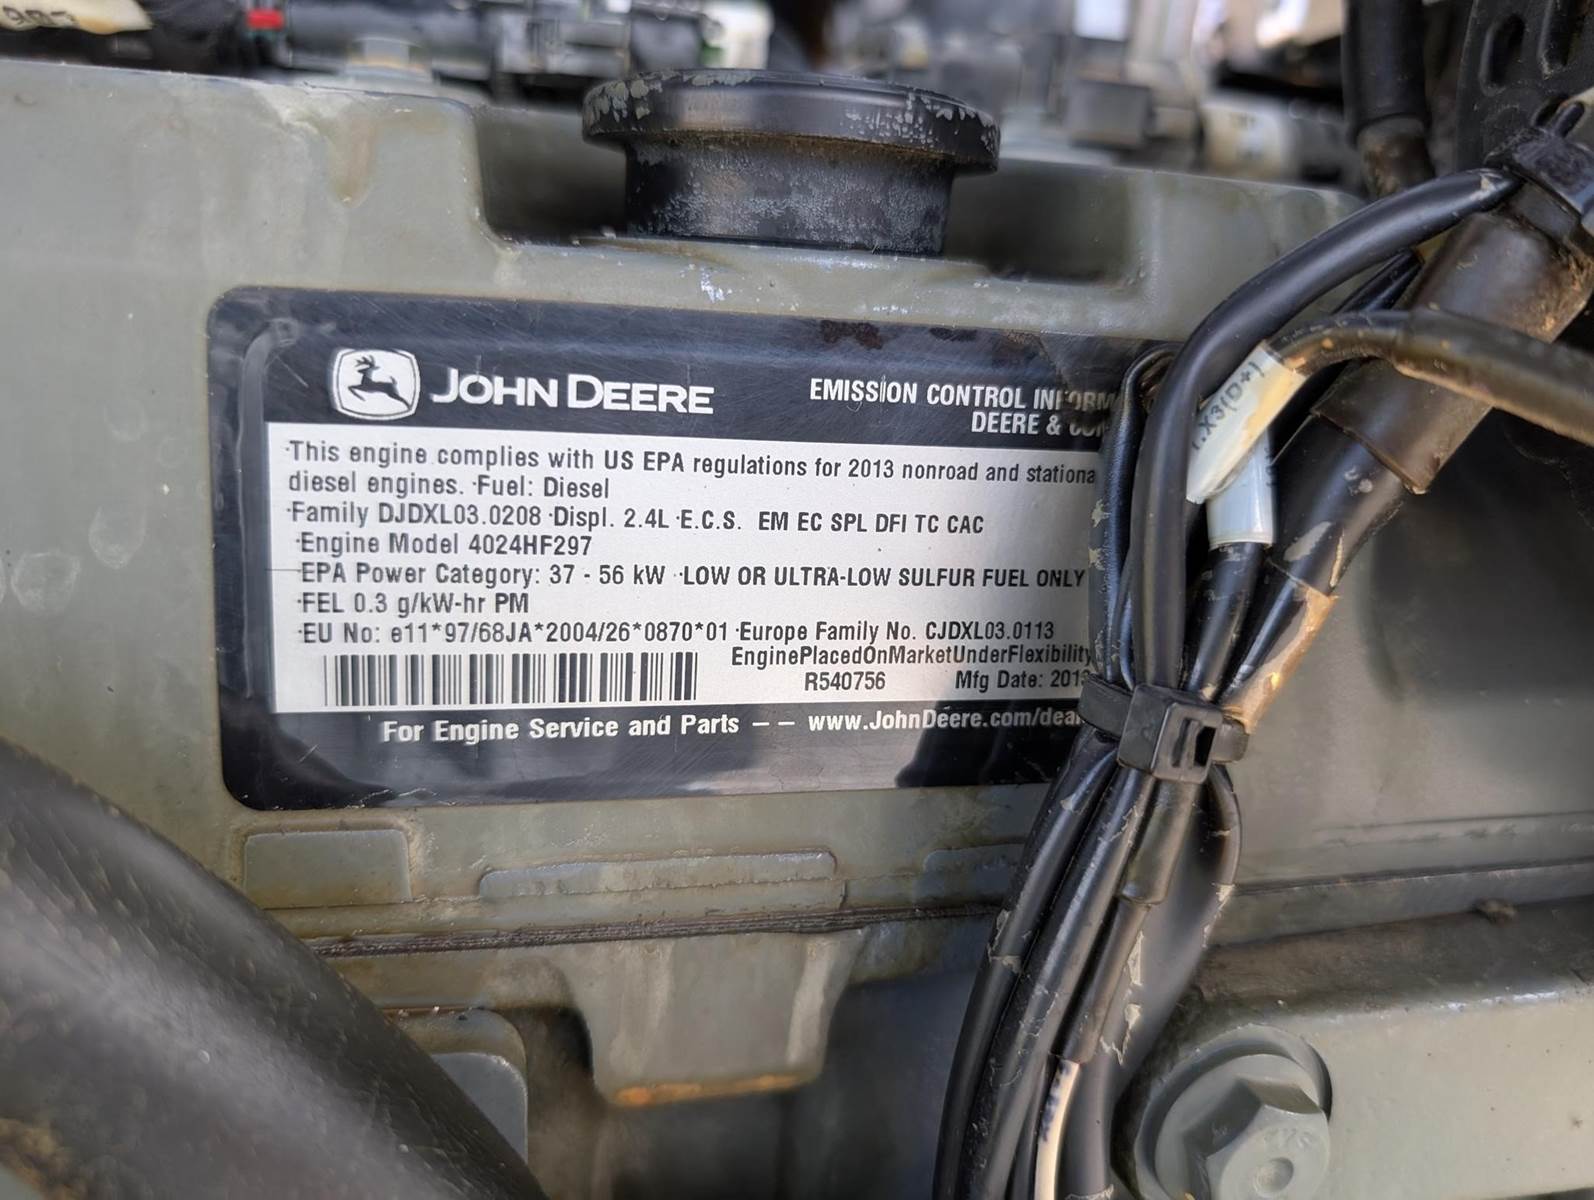 JOHN DEERE
EMISSION CONTROL INFORM
DEERE &
·This engine complies with US EPA regulations for 2013 nonroad and stationa
diesel engines. ·Fuel: Diesel
·Family DJDXL03.0208 ·Displ. 2.4L ·E.C.S. EM EC SPL DFI TC CAC
·Engine Model 4024HF297
·EPA Power Category: 37 - 56 kW ·LOW OR ULTRA-LOW SULFUR FUEL ONLY
·FEL 0.3 g/kW-hr PM
·EU No: e11*97/68JA*2004/26*0870*01 ·Europe Family No. CJDXL03.0113
EnginePlacedOnMarketUnderFlexibility
R540756 Mfg Date: 2013
For Engine Service and Parts -- www.JohnDeere.com/dea
X3(D+)